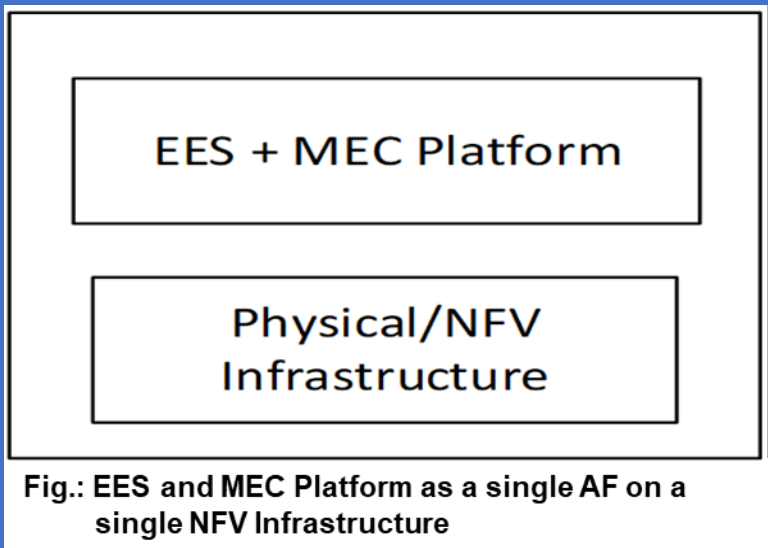 EES + MEC Platform
Physical/NFV
Infrastructure
Fig.: EES and MEC Platform as a single AF on a
single NFV Infrastructure